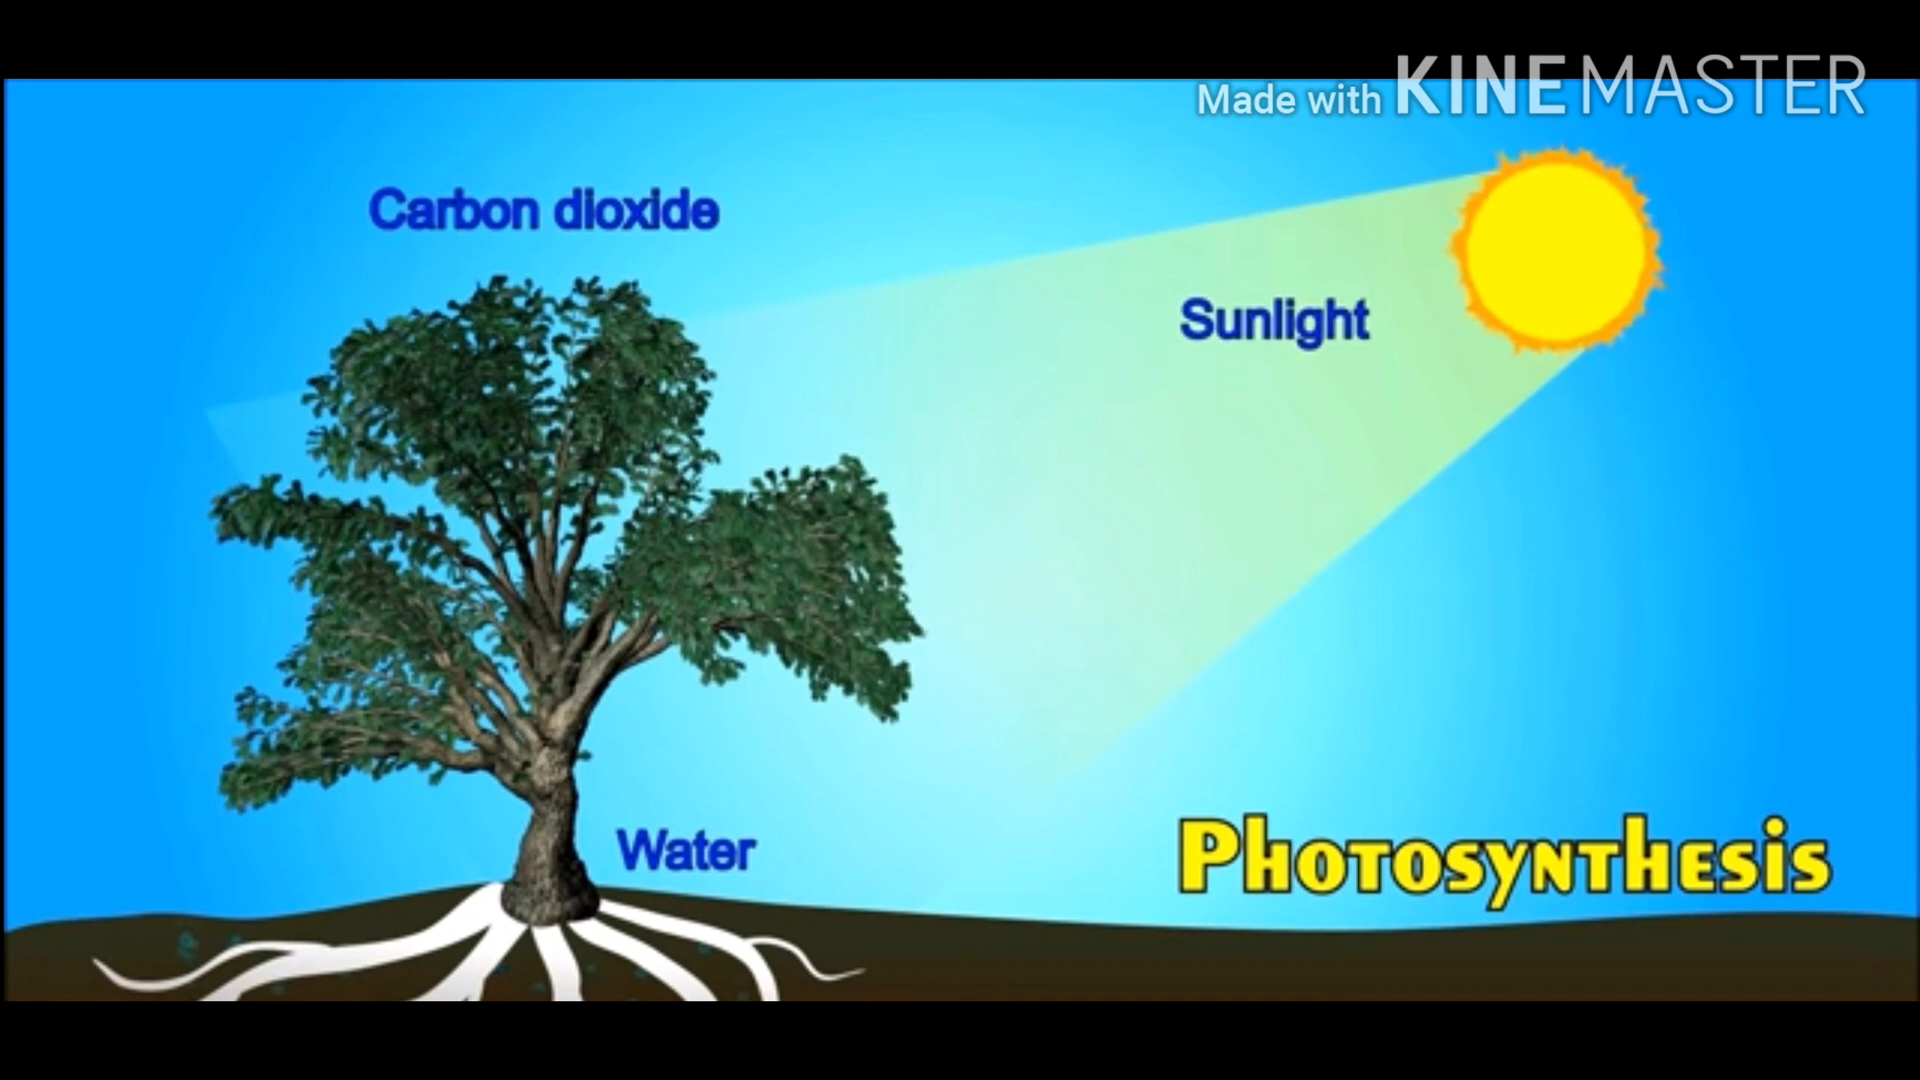 Made with KINEMASTER
Carbon dioxide
Sunlight
Water
Photosynthesis